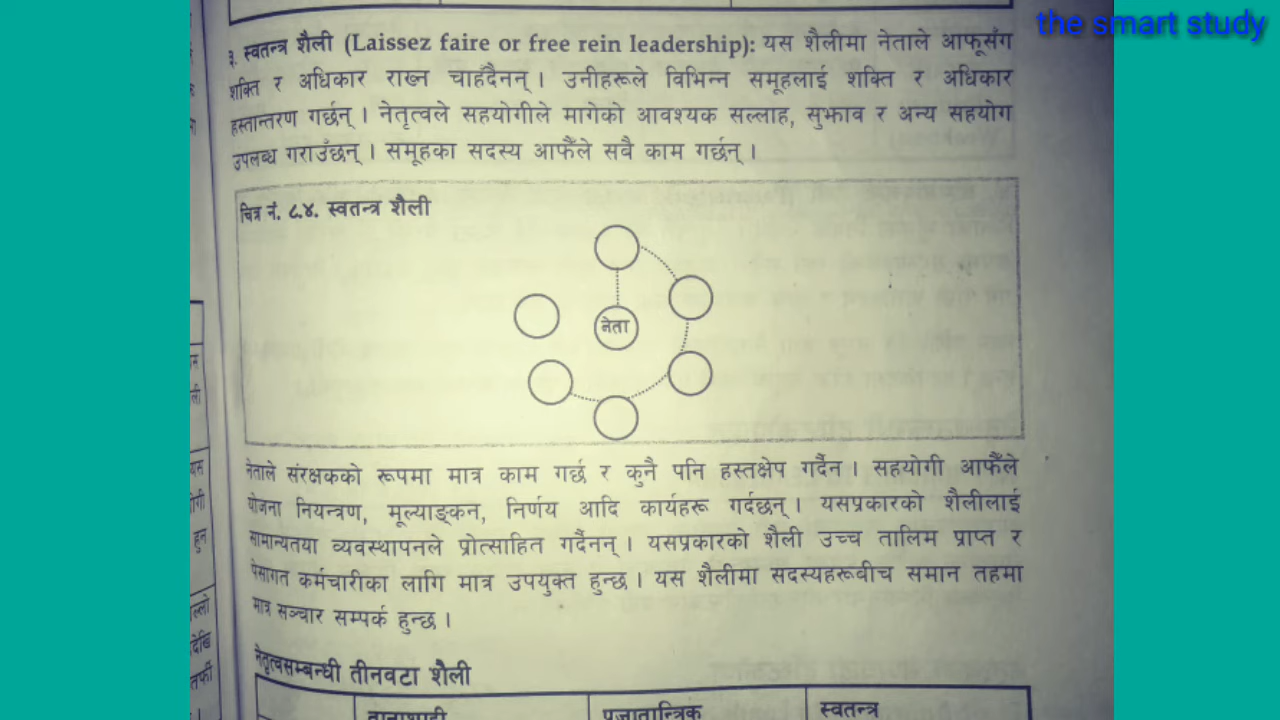 the smart study
३. स्वतन्त्र शैली (Laissez faire or free rein leadership): यस शैलीमा नेताले आफूसँग
शक्ति र अधिकार राख्न चाहँदैनन् । उनीहरूले विभिन्न समूहलाई शक्ति र अधिकार
हस्तान्तरण गर्छन् । नेतृत्वले सहयोगीले मागेको आवश्यक सल्लाह, सुझाव र अन्य सहयोग
उपलब्ध गराउँछन् । समूहका सदस्य आफैँले सबै काम गर्छन् ।
चित्र नं. ८.४. स्वतन्त्र शैली
नेता
नेताले संरक्षकको रूपमा मात्र काम गर्छ र कुनै पनि हस्तक्षेप गर्दैन । सहयोगी आफैँले
योजना नियन्त्रण, मूल्याङ्कन, निर्णय आदि कार्यहरू गर्दछन् । यसप्रकारको शैलीलाई
सामान्यतया व्यवस्थापनले प्रोत्साहित गर्दैनन् । यसप्रकारको शैली उच्च तालिम प्राप्त र
पेसागत कर्मचारीका लागि मात्र उपयुक्त हुन्छ । यस शैलीमा सदस्यहरूबीच समान तहमा
मात्र सञ्चार सम्पर्क हुन्छ ।
नेतृत्वसम्बन्धी तीनवटा शैली
तानाशाही प्रजातान्त्रिक स्वतन्त्र